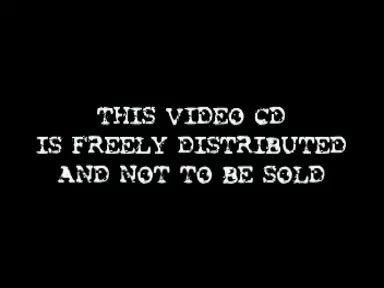 THIS VIDEO CD
IS FREELY DISTRIBUTED
AND NOT TO BE SOLD